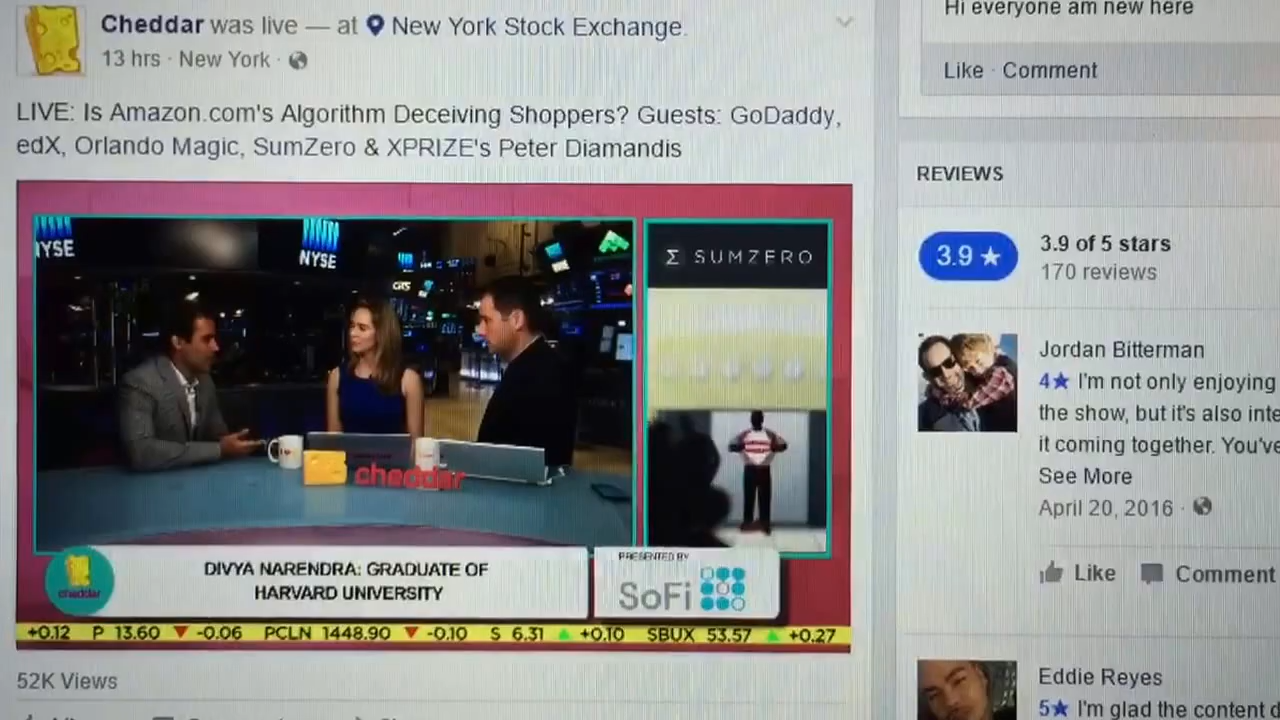 Cheddar was live — at New York Stock Exchange.
13 hrs · New York ·
LIVE: Is Amazon.com's Algorithm Deceiving Shoppers? Guests: GoDaddy,
edX, Orlando Magic, SumZero & XPRIZE's Peter Diamandis
NYSE
NYSE
Σ SUMZERO
cheddar
DIVYA NARENDRA: GRADUATE OF
HARVARD UNIVERSITY
cheddar
PRESENTED BY
SoFi
+0.12 P 13.60 ▼ -0.06 PCLN 1448.90 ▼ -0.10 S 6.31 ▲ +0.10 SBUX 53.57 ▲ +0.27
52K Views
Hi everyone am new here
Like · Comment
REVIEWS
3.9 ★
3.9 of 5 stars
170 reviews
Jordan Bitterman
4★ I'm not only enjoying
the show, but it's also inte
it coming together. You've
See More
April 20, 2016 ·
Like Comment
Eddie Reyes
5★ I'm glad the content d